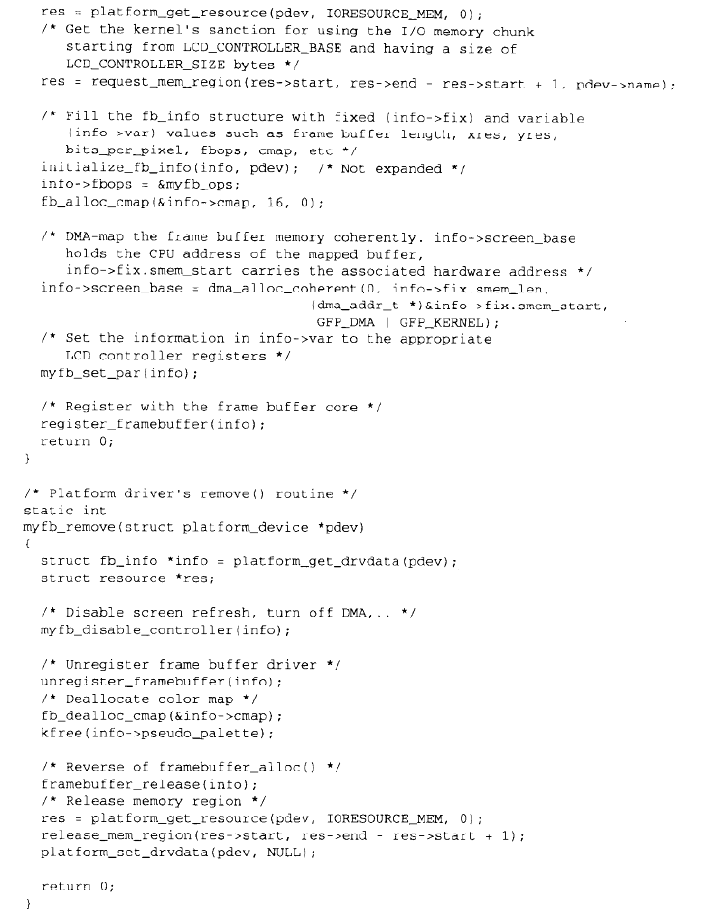 res = platform_get_resource(pdev, IORESOURCE_MEM, 0);
/* Get the kernel's sanction for using the I/O memory chunk
starting from LCD_CONTROLLER_BASE and having a size of
LCD_CONTROLLER_SIZE bytes */
res = request_mem_region(res->start, res->end - res->start + 1, pdev->name);
/* Fill the fb_info structure with fixed (info->fix) and variable
(info->var) values such as frame buffer length, xres, yres,
bits_per_pixel, fbops, cmap, etc */
initialize_fb_info(info, pdev); /* Not expanded */
info->fbops = &myfb_ops;
fb_alloc_cmap(&info->cmap, 16, 0);
/* DMA-map the frame buffer memory coherently. info->screen_base
holds the CPU address of the mapped buffer,
info->fix.smem_start carries the associated hardware address */
info->screen_base = dma_alloc_coherent(0, info->fix.smem_len,
(dma_addr_t *)&info->fix.smem_start,
GFP_DMA | GFP_KERNEL);
/* Set the information in info->var to the appropriate
LCD controller registers */
myfb_set_par(info);
/* Register with the frame buffer core */
register_framebuffer(info);
return 0;
}
/* Platform driver's remove() routine */
static int
myfb_remove(struct platform_device *pdev)
{
struct fb_info *info = platform_get_drvdata(pdev);
struct resource *res;
/* Disable screen refresh, turn off DMA,.. */
myfb_disable_controller(info);
/* Unregister frame buffer driver */
unregister_framebuffer(info);
/* Deallocate color map */
fb_dealloc_cmap(&info->cmap);
kfree(info->pseudo_palette);
/* Reverse of framebuffer_alloc() */
framebuffer_release(info);
/* Release memory region */
res = platform_get_resource(pdev, IORESOURCE_MEM, 0);
release_mem_region(res->start, res->end - res->start + 1);
platform_set_drvdata(pdev, NULL);
return 0;
}